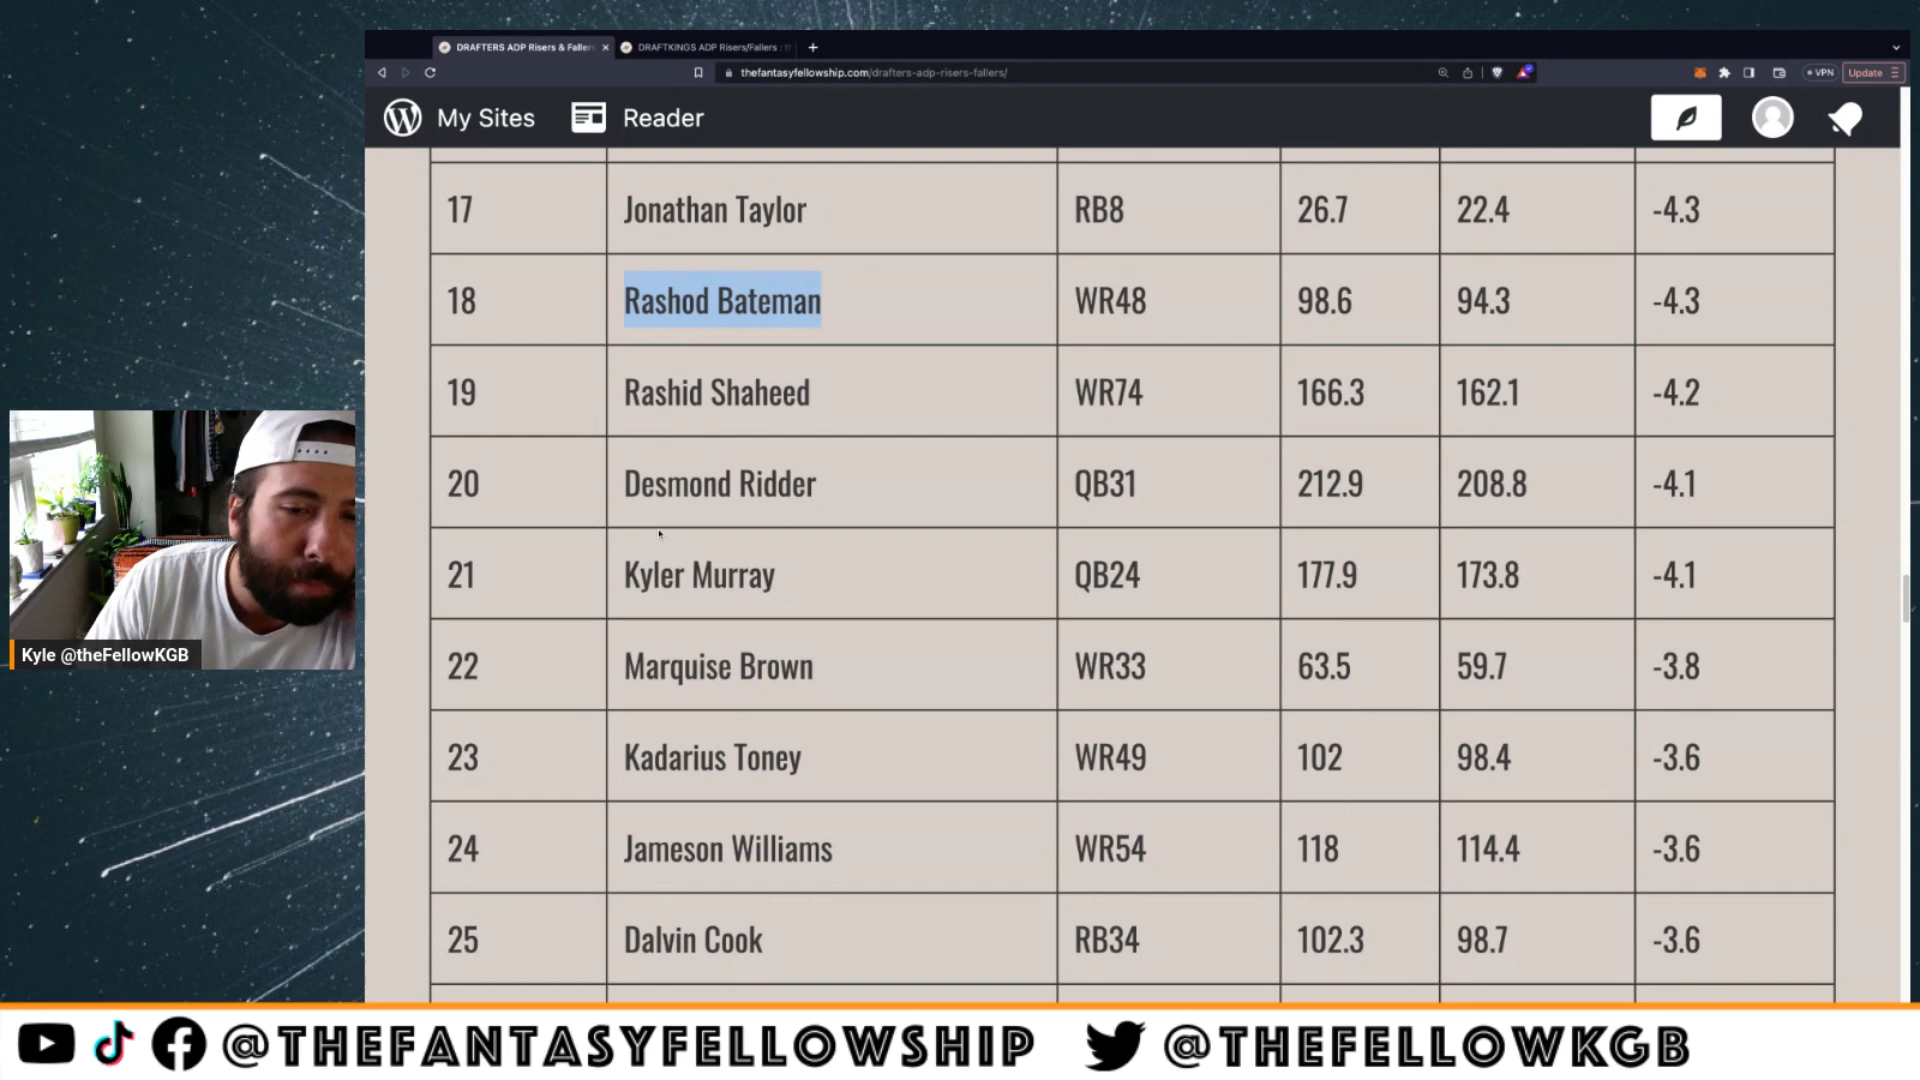 DRAFTERS ADP Risers & Fallers
DRAFTKINGS ADP Risers/Fallers : t
thefantasyfellowship.com/drafters-adp-risers-fallers/
VPN
Update
My Sites
Reader
17 Jonathan Taylor RB8 26.7 22.4 -4.3
18 Rashod Bateman WR48 98.6 94.3 -4.3
19 Rashid Shaheed WR74 166.3 162.1 -4.2
20 Desmond Ridder QB31 212.9 208.8 -4.1
21 Kyler Murray QB24 177.9 173.8 -4.1
22 Marquise Brown WR33 63.5 59.7 -3.8
23 Kadarius Toney WR49 102 98.4 -3.6
24 Jameson Williams WR54 118 114.4 -3.6
25 Dalvin Cook RB34 102.3 98.7 -3.6
Kyle @theFellowKGB
@THEFANTASYFELLOWSHIP
@THEFELLOWKGB